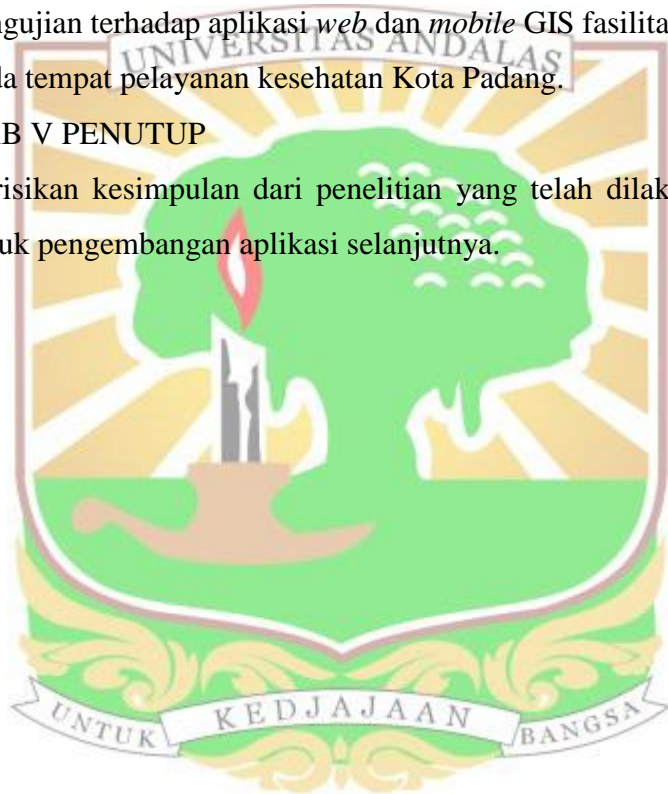 ngujian terhadap aplikasi web dan mobile GIS fasilita
UNIVERSITAS ANDALAS
da tempat pelayanan kesehatan Kota Padang.
AB V PENUTUP
risikan kesimpulan dari penelitian yang telah dilak
uk pengembangan aplikasi selanjutnya.
UNTUK KEDJAJAAN BANGSA